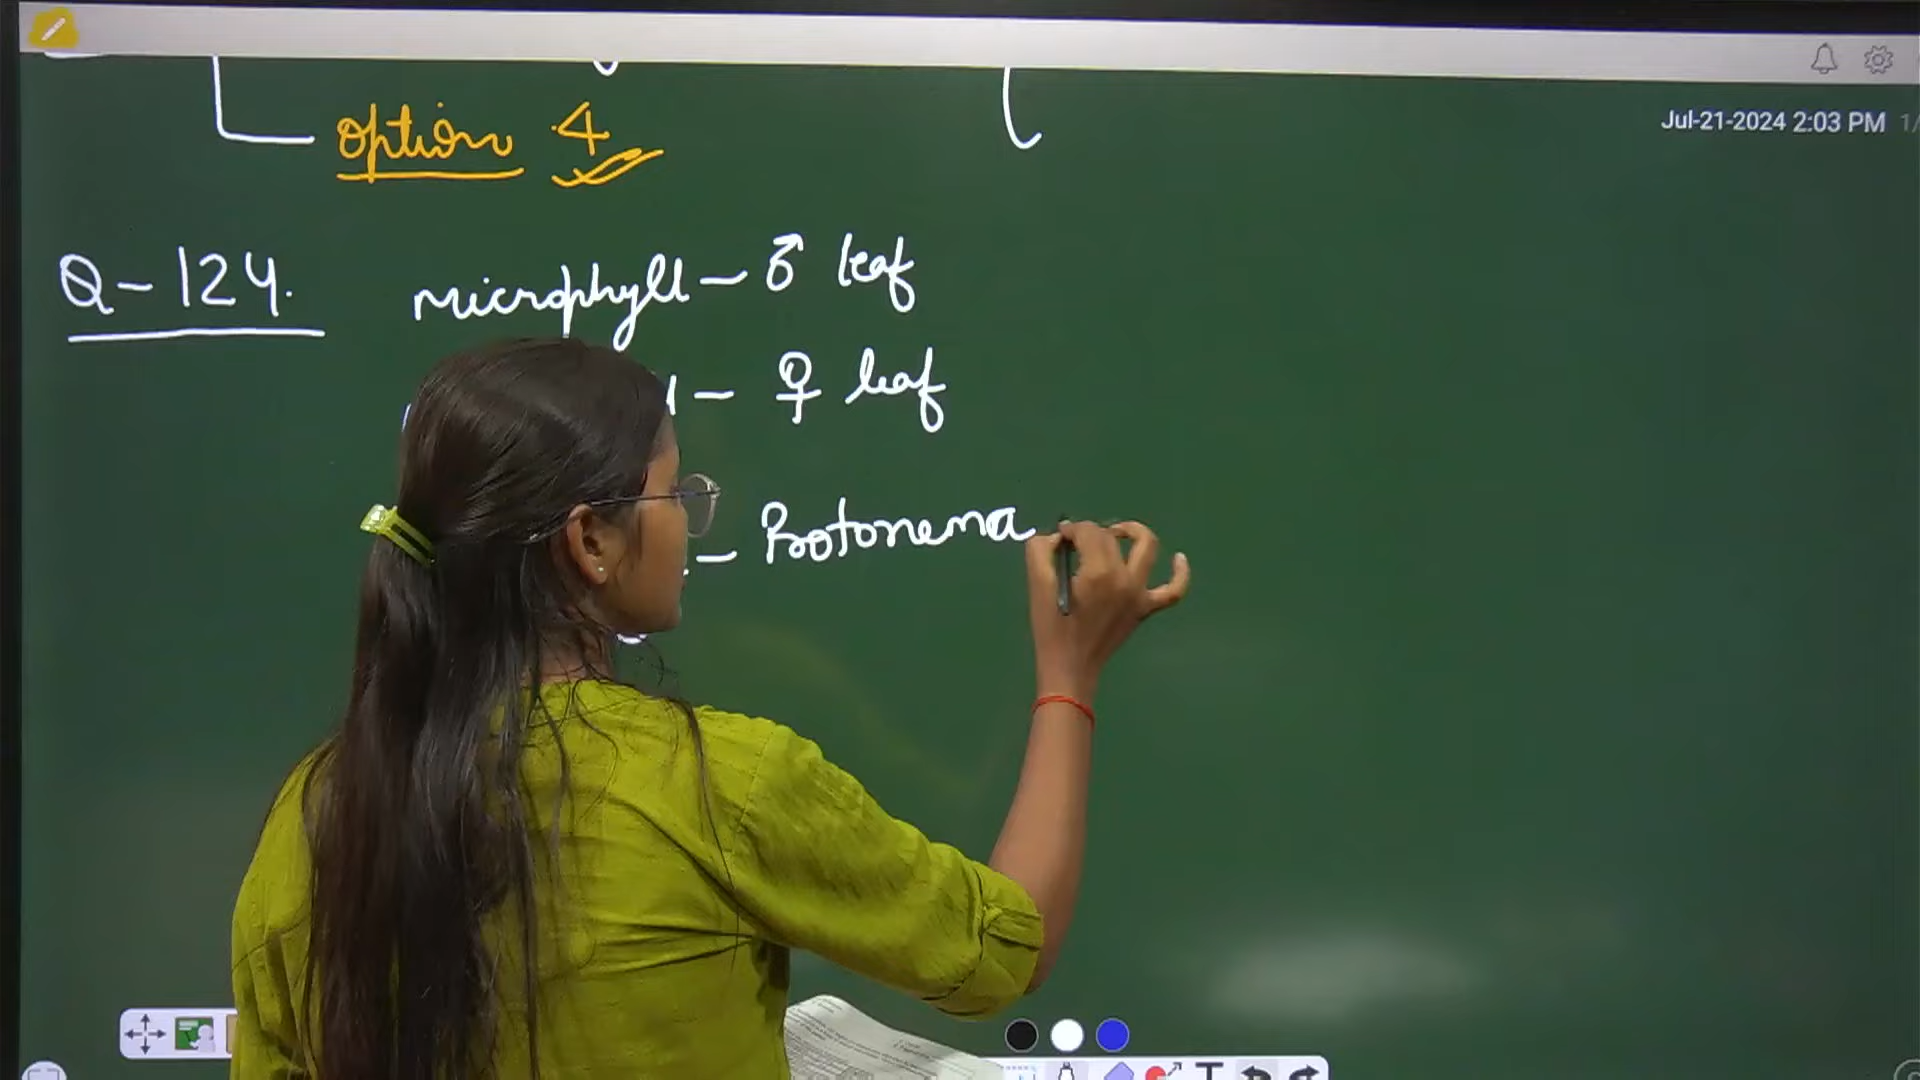 Jul-21-2024 2:03 PM
option 4
Q-124. microphyll - ♂ leaf
- ♀ leaf
- Protonema